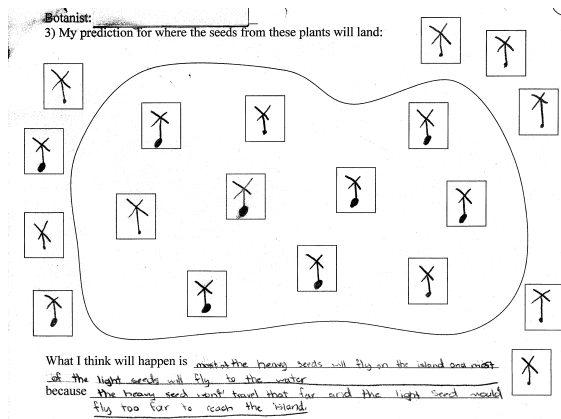 Botanist:
3) My prediction for where the seeds from these plants will land:
What I think will happen is most of the heavy seeds will fly on the island and most
of the light seeds will fly to the water
because the heavy seed won't travel that far and the light seed would
fly too far to reach the island.